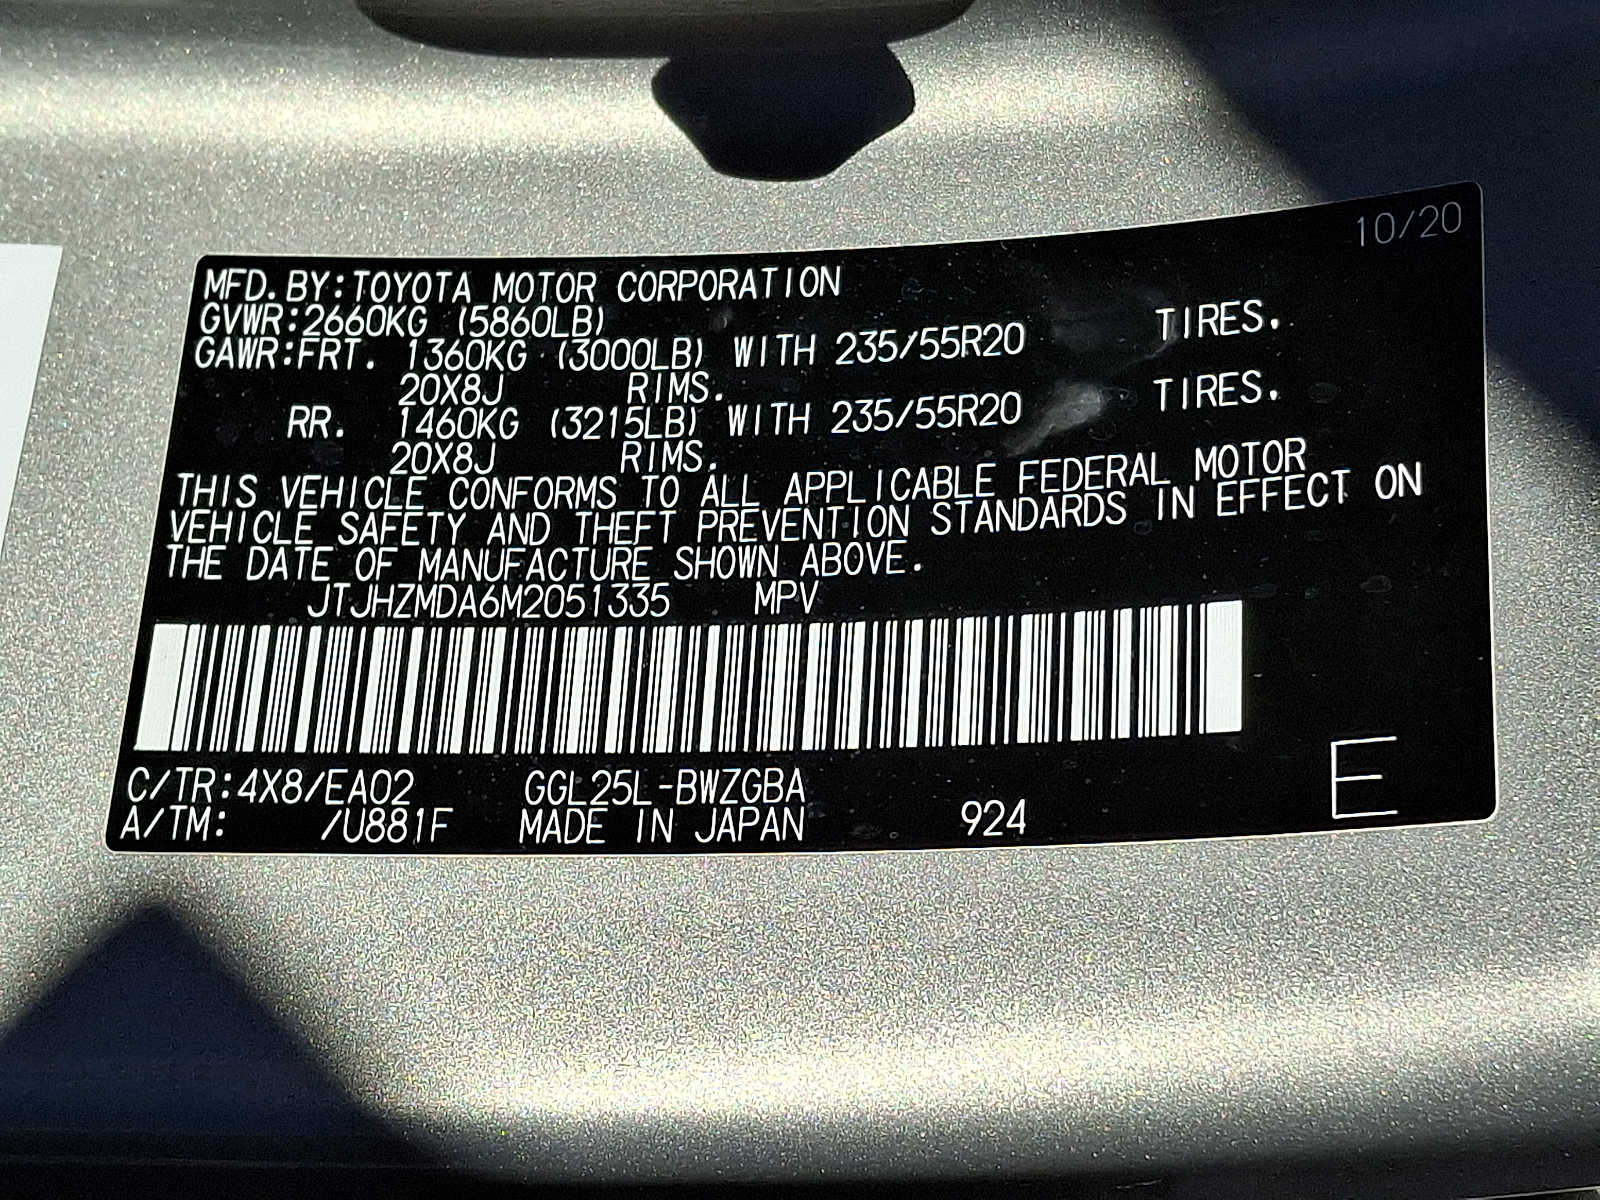 10/20
MFD.BY:TOYOTA MOTOR CORPORATION
GVWR:2660KG (5860LB)
GAWR:FRT. 1360KG (3000LB) WITH 235/55R20 TIRES.
20X8J RIMS.
RR. 1460KG (3215LB) WITH 235/55R20 TIRES.
20X8J RIMS.
THIS VEHICLE CONFORMS TO ALL APPLICABLE FEDERAL MOTOR
VEHICLE SAFETY AND THEFT PREVENTION STANDARDS IN EFFECT ON
THE DATE OF MANUFACTURE SHOWN ABOVE.
JTJHZMDA6M2051335 MPV
C/TR:4X8/EA02 GGL25L-BWZGBA
A/TM: /U881F MADE IN JAPAN 924 E